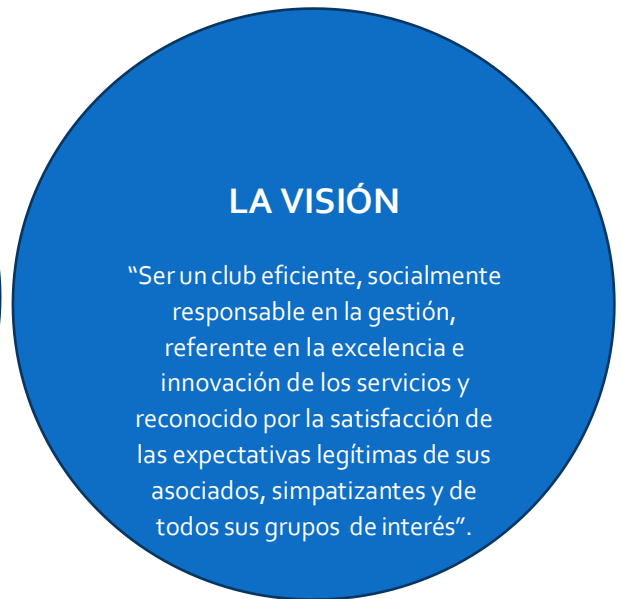 LA VISIÓN
“Ser un club eficiente, socialmente
responsable en la gestión,
referente en la excelencia e
innovación de los servicios y
reconocido por la satisfacción de
las expectativas legítimas de sus
asociados, simpatizantes y de
todos sus grupos de interés”.